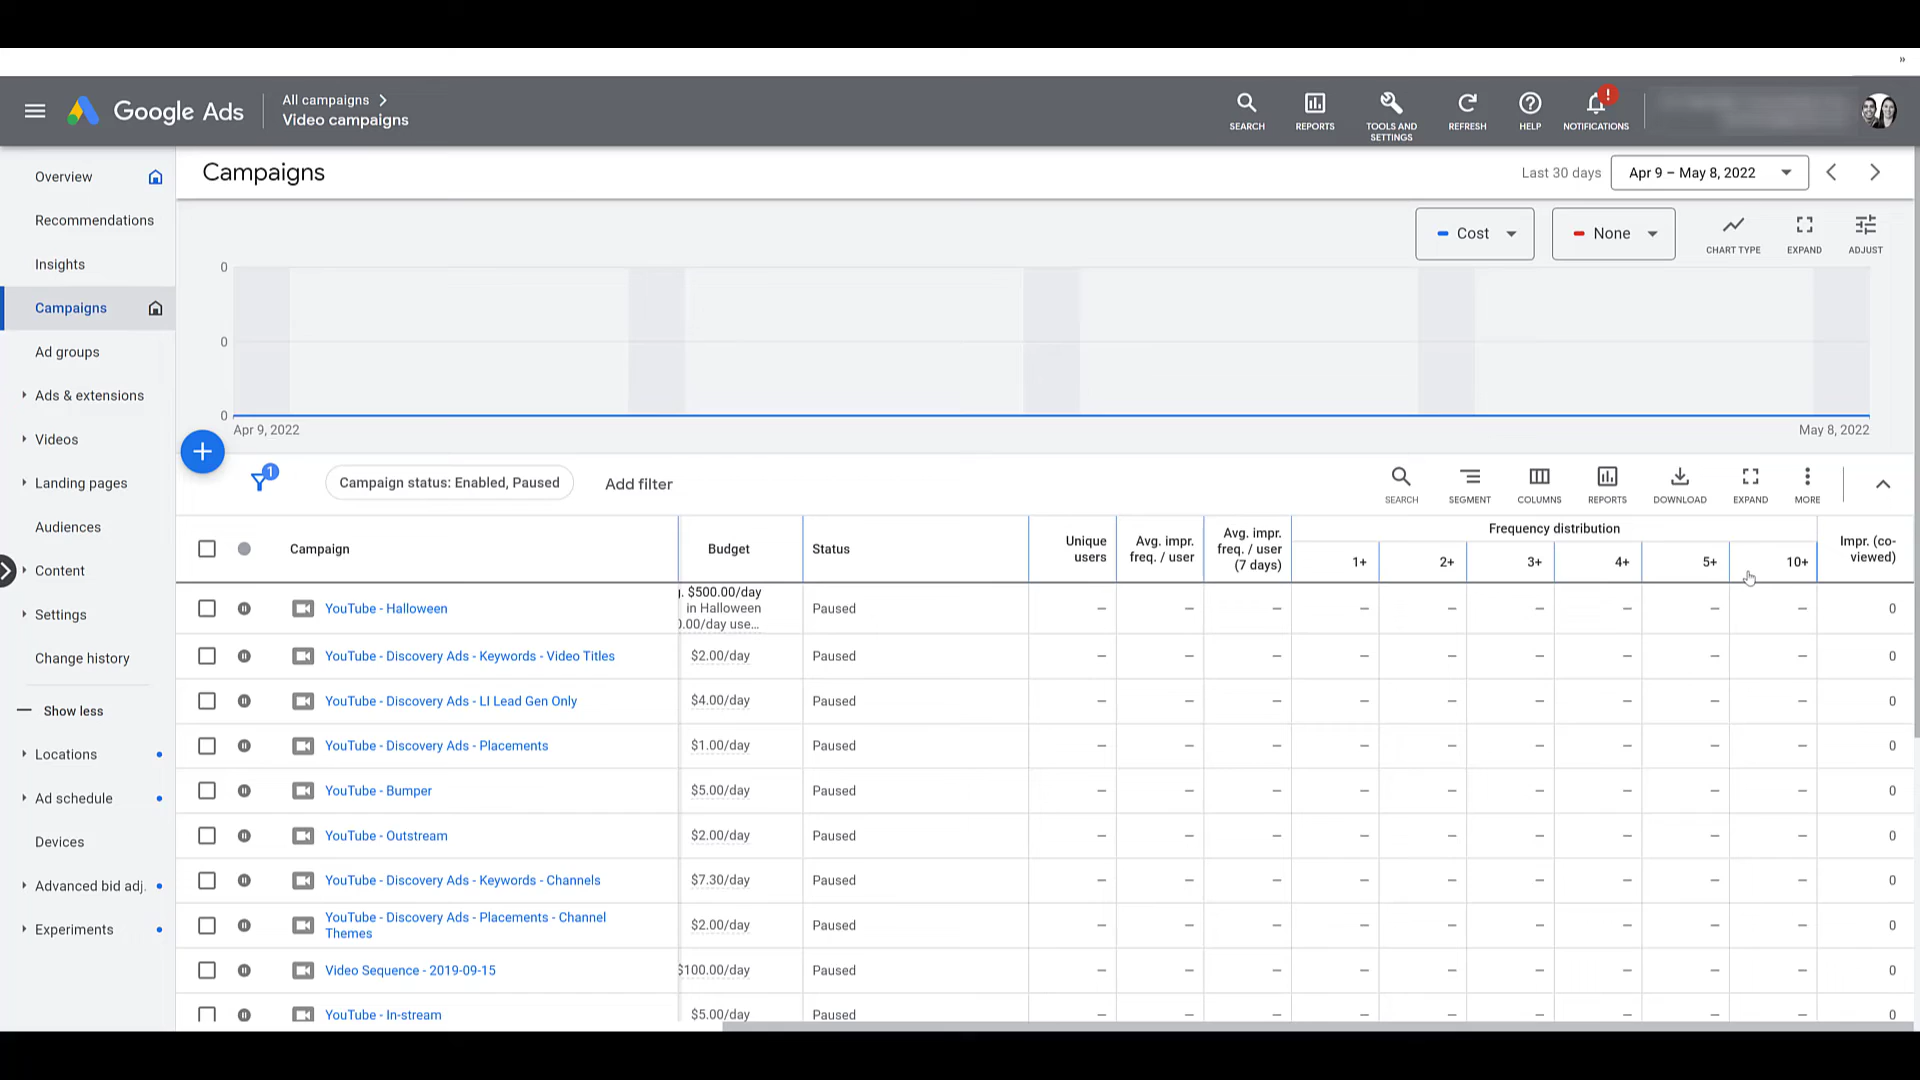 »
Google Ads
All campaigns
Video campaigns
SEARCH
REPORTS
TOOLS AND
SETTINGS
REFRESH
HELP
!
NOTIFICATIONS
Overview
Recommendations
Insights
Campaigns
Ad groups
Ads & extensions
Videos
Landing pages
Audiences
Content
Settings
Change history
Show less
Locations
Ad schedule
Devices
Advanced bid adj.
Experiments
Campaigns
Last 30 days
Apr 9 – May 8, 2022
Cost
None
CHART TYPE
EXPAND
ADJUST
0
0
0
Apr 9, 2022
May 8, 2022
1
Campaign status: Enabled, Paused
Add filter
SEARCH
SEGMENT
COLUMNS
REPORTS
DOWNLOAD
EXPAND
MORE
Campaign
Budget
Status
Unique
users
Avg. impr.
freq. / user
Avg. impr.
freq. / user
(7 days)
Frequency distribution
1+
2+
3+
4+
5+
10+
Impr. (co-
viewed)
YouTube - Halloween
$500.00/day
in Halloween
0.00/day use...
Paused
– – – – – – – – – 0
YouTube - Discovery Ads - Keywords - Video Titles $2.00/day Paused – – – – – – – – – 0
YouTube - Discovery Ads - LI Lead Gen Only $4.00/day Paused – – – – – – – – – 0
YouTube - Discovery Ads - Placements $1.00/day Paused – – – – – – – – – 0
YouTube - Bumper $5.00/day Paused – – – – – – – – – 0
YouTube - Outstream $2.00/day Paused – – – – – – – – – 0
YouTube - Discovery Ads - Keywords - Channels $7.30/day Paused – – – – – – – – – 0
YouTube - Discovery Ads - Placements - Channel
Themes
$2.00/day Paused – – – – – – – – – 0
Video Sequence - 2019-09-15 $100.00/day Paused – – – – – – – – – 0
YouTube - In-stream $5.00/day Paused – – – – – – – – – 0